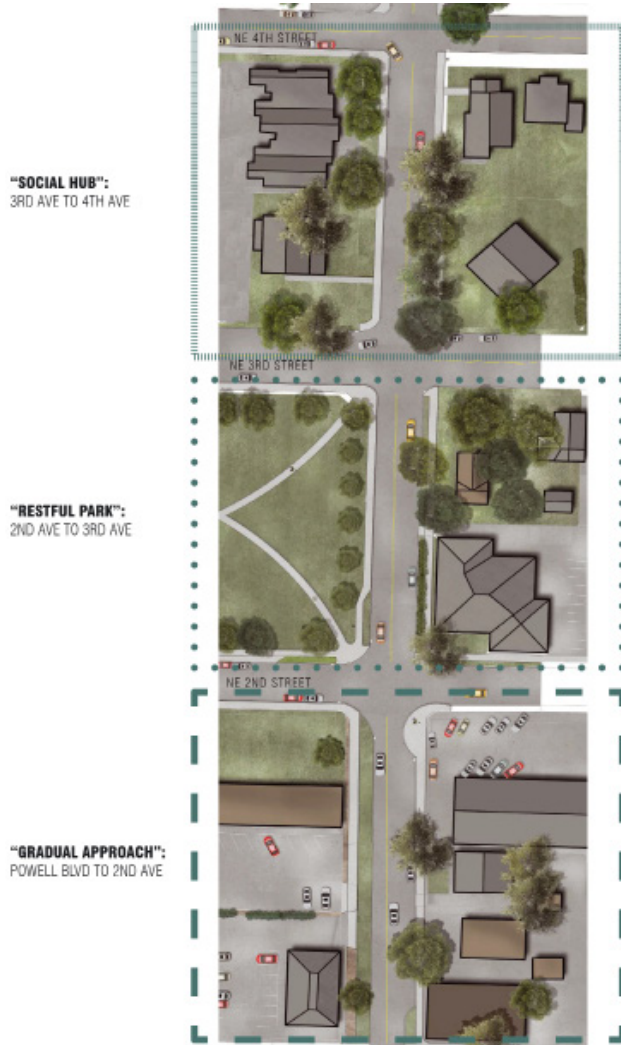 NE 4TH STREET
"SOCIAL HUB":
3RD AVE TO 4TH AVE
NE 3RD STREET
"RESTFUL PARK":
2ND AVE TO 3RD AVE
NE 2ND STREET
"GRADUAL APPROACH":
POWELL BLVD TO 2ND AVE